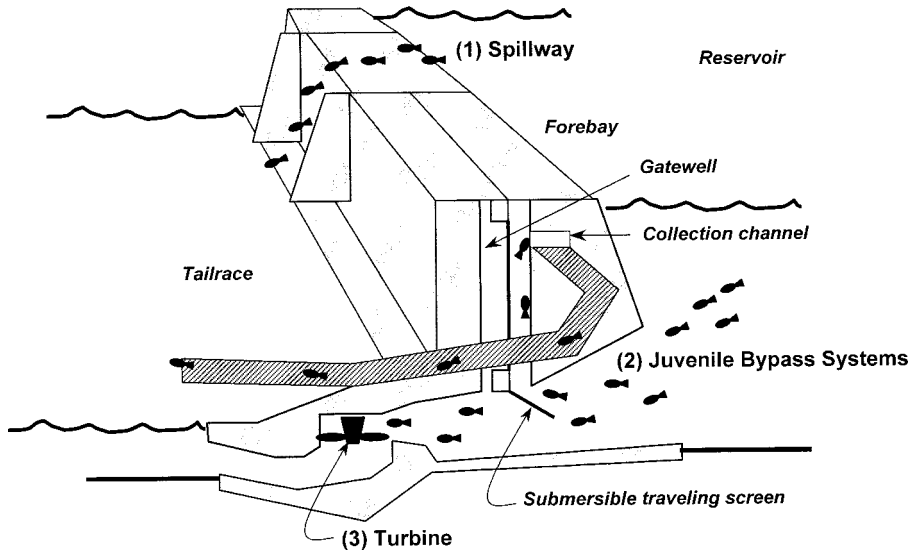 (1) Spillway
Reservoir
Forebay
Gatewell
Collection channel
Tailrace
(2) Juvenile Bypass Systems
Submersible traveling screen
(3) Turbine